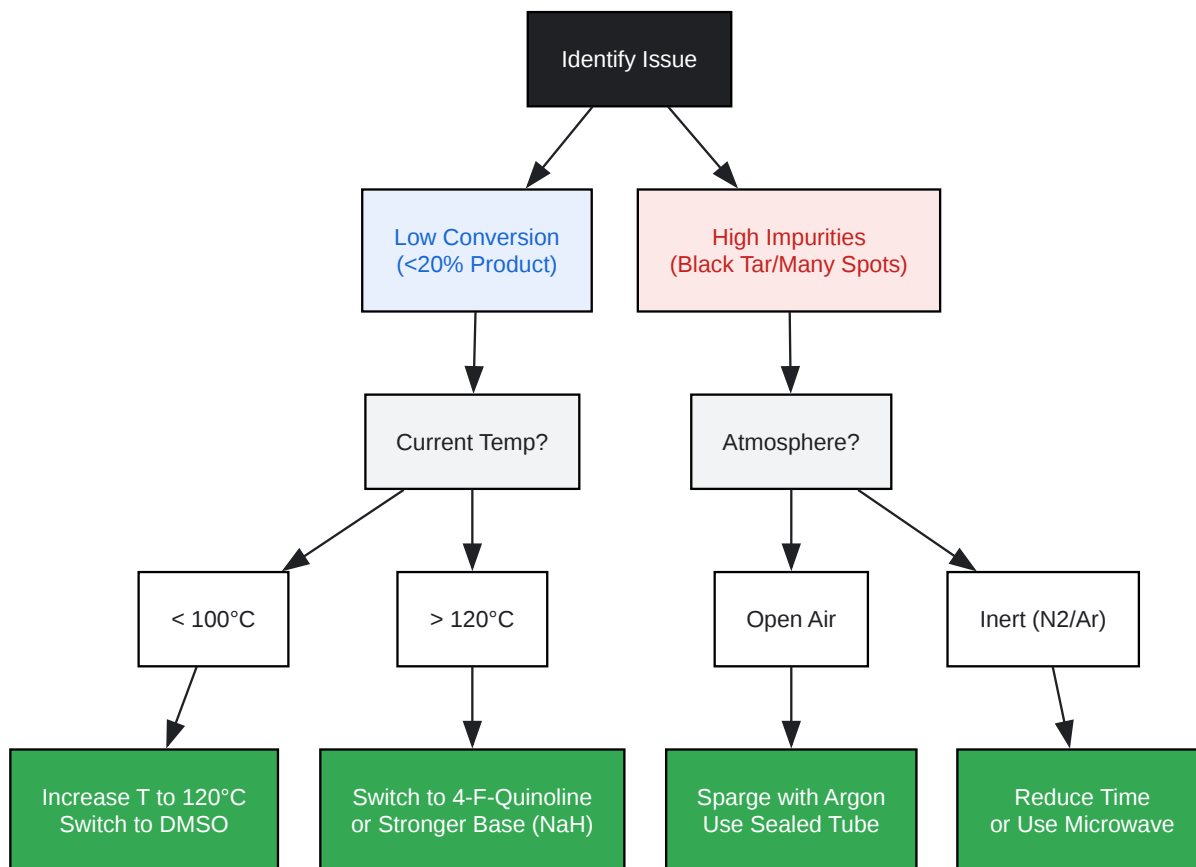 Identify Issue
Low Conversion
(<20% Product)
High Impurities
(Black Tar/Many Spots)
Current Temp?
Atmosphere?
< 100°C
> 120°C
Open Air
Inert (N2/Ar)
Increase T to 120°C
Switch to DMSO
Switch to 4-F-Quinoline
or Stronger Base (NaH)
Sparge with Argon
Use Sealed Tube
Reduce Time
or Use Microwave